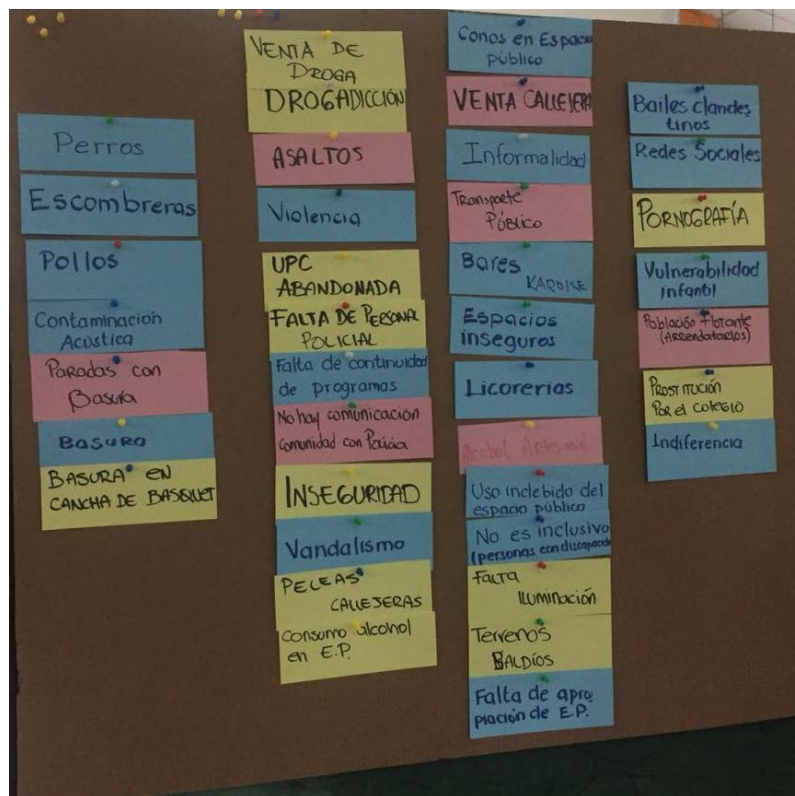 Perros
Escombreras
Pollos
Contaminación
Acústica
Paradas con
Basura
BASURA
BASURA EN
CANCHA DE BASQUET
VENTA DE
DROGA
DROGADICCIÓN
ASALTOS
Violencia
UPC
ABANDONADA
FALTA DE PERSONAL
POLICIAL
Falta de continuidad
de programas
No hay comunicación
comunidad con Policía
INSEGURIDAD
Vandalismo
PELEAS
CALLEJERAS
Consumo alcohol
en E.P.
Conos en Espacio
público
VENTA CALLEJERA
Informalidad
Transporte
Público
Bares
KARAOKE
Espacios
inseguros
Licorerias
Alcohol Artesanal
Uso indebido del
espacio público
No es inclusivo
(personas con discapacidad
FALTA
ILUMINACIÓN
Terrenos
BALDÍOS
Falta de apro
piación de E.P.
Bailes clandes
tinos
Redes Sociales
PORNOGRAFÍA
Vulnerabilidad
infantil
Población flotante
(ARRENDATARIOS)
PROSTITUCIÓN
POR el colegio
Indiferencia